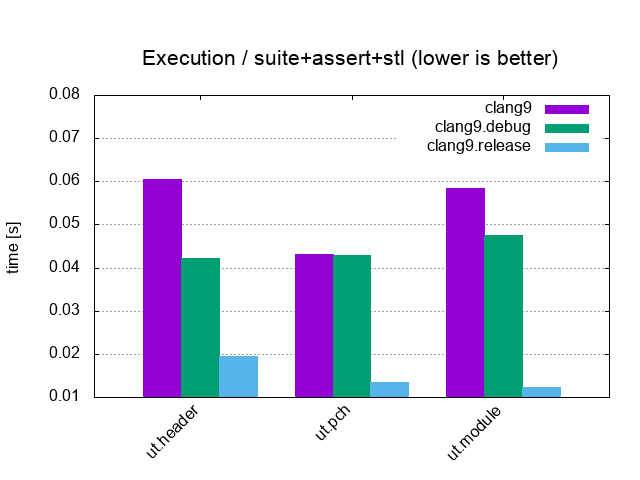 Execution / suite+assert+stl (lower is better)
0.08
0.07
0.06
0.05
0.04
0.03
0.02
0.01
time [s]
clang9
clang9.debug
clang9.release
ut.header
ut.pch
ut.module